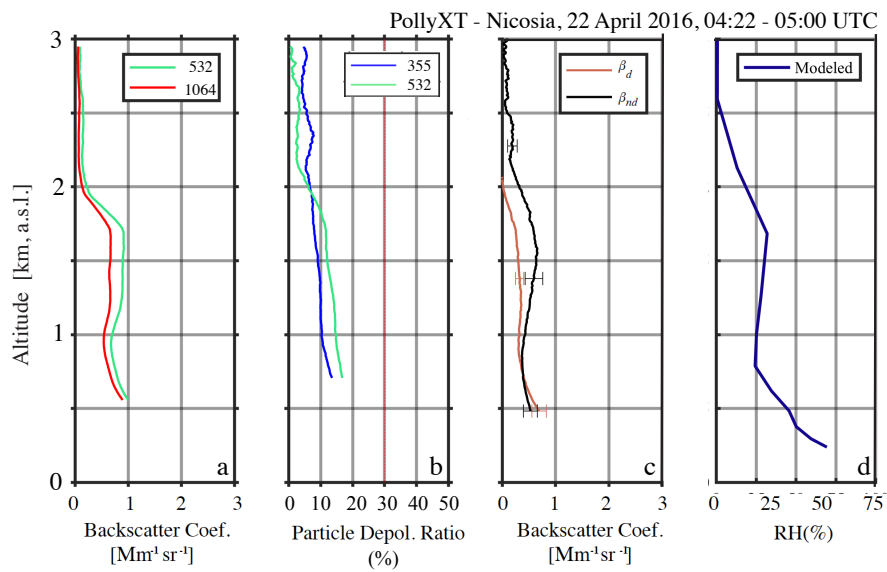 PollyXT - Nicosia, 22 April 2016, 04:22 - 05:00 UTC
3
2
1
0
Altitude [km, a.s.l.]
532
1064
a
0 1 2 3
Backscatter Coef.
[Mm⁻¹ sr⁻¹]
355
532
b
0 10 20 30 40 50
Particle Depol. Ratio
(%)
β_d
β_nd
c
0 1 2 3
Backscatter Coef.
[Mm⁻¹ sr⁻¹]
Modeled
d
0 25 50 75
RH(%)